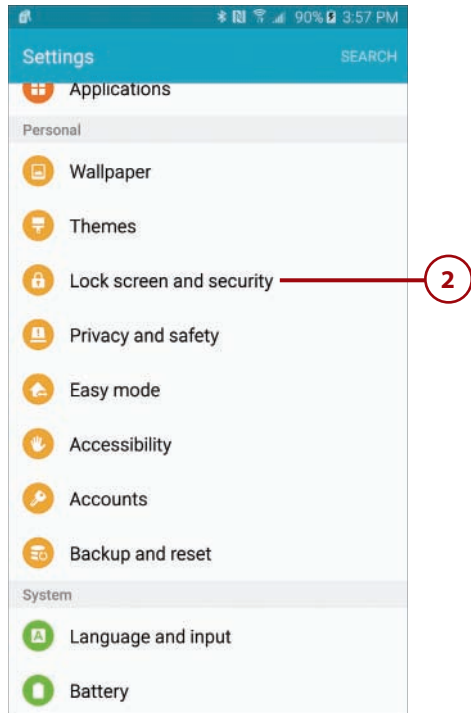 90% 3:57 PM
Settings SEARCH
Applications
Personal
Wallpaper
Themes
Lock screen and security 2
Privacy and safety
Easy mode
Accessibility
Accounts
Backup and reset
System
A Language and input
Battery